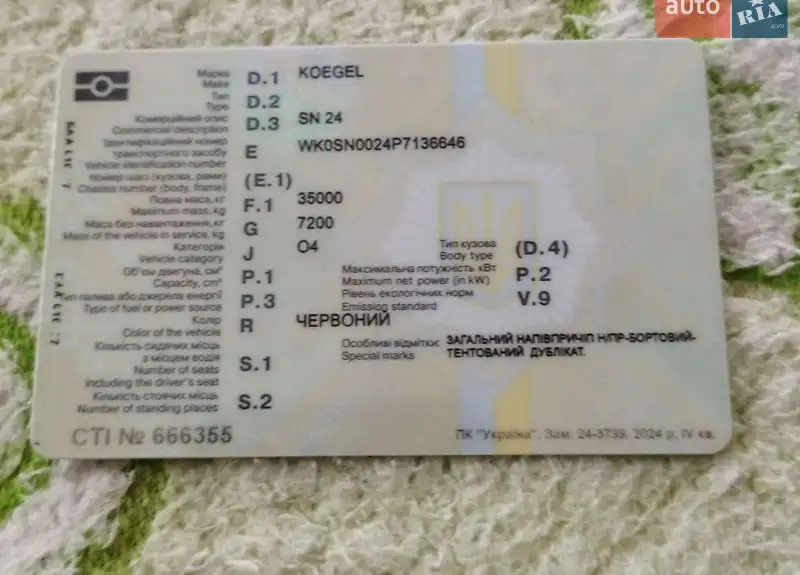 auto RIA .com
Марка
Make D.1 KOEGEL
Тип
Type D.2
Комерційний опис
Commercial description D.3 SN 24
Ідентифікаційний номер
транспортного засобу E WK0SN0024P7136646
Vehicle identification number
Номер шасі (кузова, рами) (E.1)
Chassis number (body, frame)
Повна маса, кг F.1 35000
Maximum mass, kg
Маса без навантаження, кг G 7200
Mass of the vehicle in service, kg
Категорія J O4
Vehicle category
Тип кузова (D.4)
Body type
Об'єм двигуна, см³ P.1
Capacity, cm³
Максимальна потужність кВт P.2
Maximum net power (in kW)
Тип палива або джерела енергії P.3
Type of fuel or power source
Рівень екологічних норм V.9
Emission standard
Колір R ЧЕРВОНИЙ
Color of the vehicle
Особливі відмітки: ЗАГАЛЬНИЙ НАПІВПРИЧІП Н/ПР-БОРТОВИЙ-
Special marks ТЕНТОВАНИЙ ДУБЛІКАТ.
Кількість сидячих місць
з місцем водія S.1
Number of seats
including the driver's seat
Кількість стоячих місць S.2
Number of standing places
СТІ № 666355
ПК "Україна". Зам. 24-3739. 2024 р. IV кв.